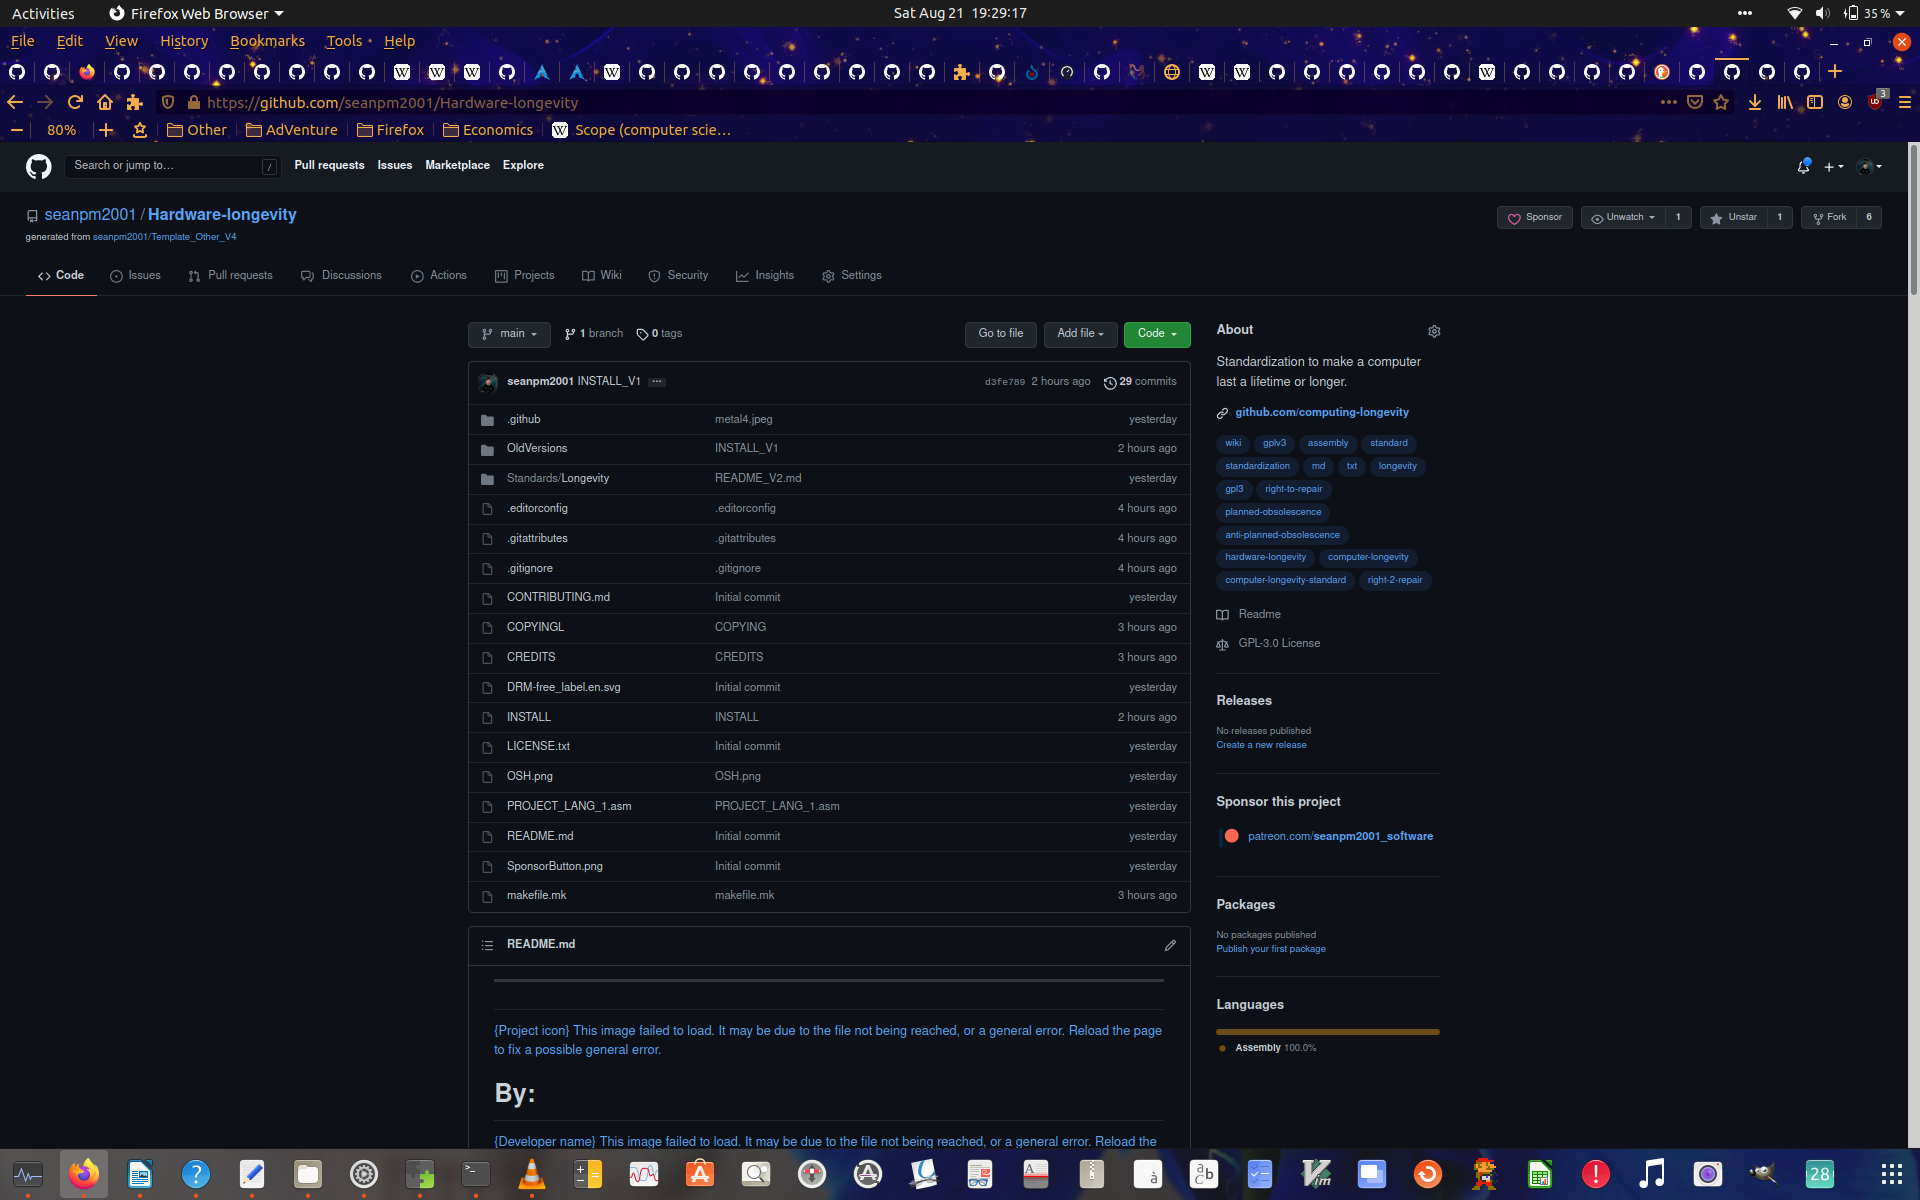 Activities Firefox Web Browser Sat Aug 21 19:29:17 35 %
File Edit View History Bookmarks Tools Help
https://github.com/seanpm2001/Hardware-longevity 3
80% Other AdVenture Firefox Economics Scope (computer scie…
Search or jump to… / Pull requests Issues Marketplace Explore
seanpm2001 / Hardware-longevity Sponsor Unwatch 1 Unstar 1 Fork 6
generated from seanpm2001/Template_Other_V4
Code Issues Pull requests Discussions Actions Projects Wiki Security Insights Settings
main 1 branch 0 tags Go to file Add file Code
seanpm2001 INSTALL_V1 ... d3fe789 2 hours ago 29 commits
.github metal4.jpeg yesterday
OldVersions INSTALL_V1 2 hours ago
Standards/Longevity README_V2.md yesterday
.editorconfig .editorconfig 4 hours ago
.gitattributes .gitattributes 4 hours ago
.gitignore .gitignore 4 hours ago
CONTRIBUTING.md Initial commit yesterday
COPYINGL COPYING 3 hours ago
CREDITS CREDITS 3 hours ago
DRM-free_label.en.svg Initial commit yesterday
INSTALL INSTALL 2 hours ago
LICENSE.txt Initial commit yesterday
OSH.png OSH.png yesterday
PROJECT_LANG_1.asm PROJECT_LANG_1.asm yesterday
README.md Initial commit yesterday
SponsorButton.png Initial commit yesterday
makefile.mk makefile.mk 3 hours ago
README.md
{Project icon} This image failed to load. It may be due to the file not being reached, or a general error. Reload the page
to fix a possible general error.
By:
{Developer name} This image failed to load. It may be due to the file not being reached, or a general error. Reload the
About
Standardization to make a computer
last a lifetime or longer.
github.com/computing-longevity
wiki gplv3 assembly standard
standardization md txt longevity
gpl3 right-to-repair
planned-obsolescence
anti-planned-obsolescence
hardware-longevity computer-longevity
computer-longevity-standard right-2-repair
Readme
GPL-3.0 License
Releases
No releases published
Create a new release
Sponsor this project
patreon.com/seanpm2001_software
Packages
No packages published
Publish your first package
Languages
Assembly 100.0%
28